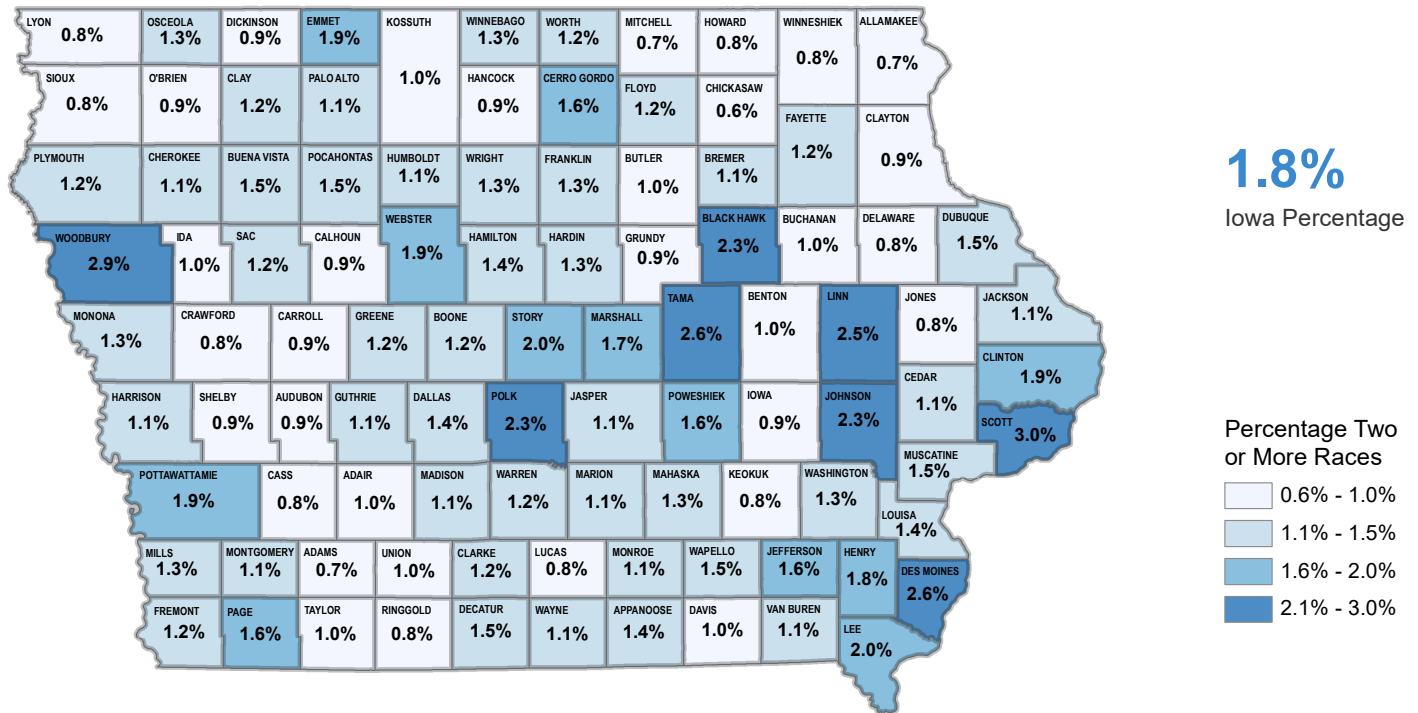 LYON
0.8%
OSCEOLA
1.3%
DICKINSON
0.9%
EMMET
1.9%
KOSSUTH
1.0%
WINNEBAGO
1.3%
WORTH
1.2%
MITCHELL
0.7%
HOWARD
0.8%
WINNESHIEK
0.8%
ALLAMAKEE
0.7%
SIOUX
0.8%
O'BRIEN
0.9%
CLAY
1.2%
PALO ALTO
1.1%
HANCOCK
0.9%
CERRO GORDO
1.6%
FLOYD
1.2%
CHICKASAW
0.6%
FAYETTE
1.2%
CLAYTON
0.9%
PLYMOUTH
1.2%
CHEROKEE
1.1%
BUENA VISTA
1.5%
POCAHONTAS
1.5%
HUMBOLDT
1.1%
WRIGHT
1.3%
FRANKLIN
1.3%
BUTLER
1.0%
BREMER
1.1%
WOODBURY
2.9%
IDA
1.0%
SAC
1.2%
CALHOUN
0.9%
WEBSTER
1.9%
HAMILTON
1.4%
HARDIN
1.3%
GRUNDY
0.9%
BLACK HAWK
2.3%
BUCHANAN
1.0%
DELAWARE
0.8%
DUBUQUE
1.5%
MONONA
1.3%
CRAWFORD
0.8%
CARROLL
0.9%
GREENE
1.2%
BOONE
1.2%
STORY
2.0%
MARSHALL
1.7%
TAMA
2.6%
BENTON
1.0%
LINN
2.5%
JONES
0.8%
JACKSON
1.1%
CLINTON
1.9%
HARRISON
1.1%
SHELBY
0.9%
AUDUBON
0.9%
GUTHRIE
1.1%
DALLAS
1.4%
POLK
2.3%
JASPER
1.1%
POWESHIEK
1.6%
IOWA
0.9%
JOHNSON
2.3%
CEDAR
1.1%
SCOTT
3.0%
MUSCATINE
1.5%
POTTAWATTAMIE
1.9%
CASS
0.8%
ADAIR
1.0%
MADISON
1.1%
WARREN
1.2%
MARION
1.1%
MAHASKA
1.3%
KEOKUK
0.8%
WASHINGTON
1.3%
LOUISA
1.4%
MILLS
1.3%
MONTGOMERY
1.1%
ADAMS
0.7%
UNION
1.0%
CLARKE
1.2%
LUCAS
0.8%
MONROE
1.1%
WAPELLO
1.5%
JEFFERSON
1.6%
HENRY
1.8%
DES MOINES
2.6%
FREMONT
1.2%
PAGE
1.6%
TAYLOR
1.0%
RINGGOLD
0.8%
DECATUR
1.5%
WAYNE
1.1%
APPANOOSE
1.4%
DAVIS
1.0%
VAN BUREN
1.1%
LEE
2.0%
1.8%
Iowa Percentage
Percentage Two
or More Races
0.6% - 1.0%
1.1% - 1.5%
1.6% - 2.0%
2.1% - 3.0%